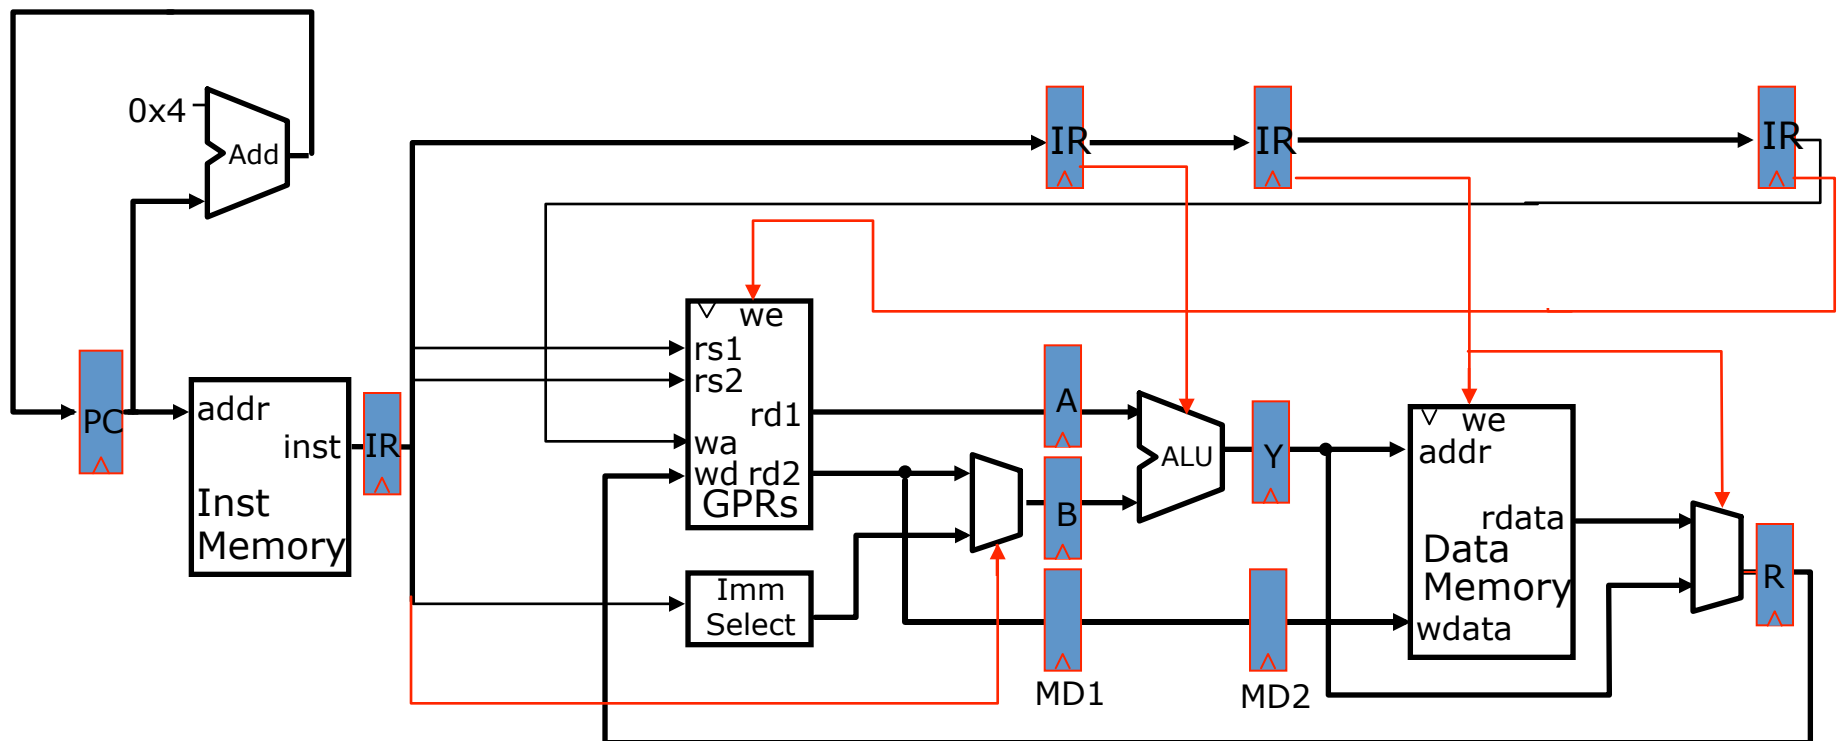 0x4
Add
PC
addr
inst
Inst
Memory
IR
IR
IR
IR
we
rs1
rs2
rd1
wa
wd rd2
GPRs
Imm
Select
A
B
MD1
ALU
Y
MD2
we
addr
rdata
Data
Memory
wdata
R